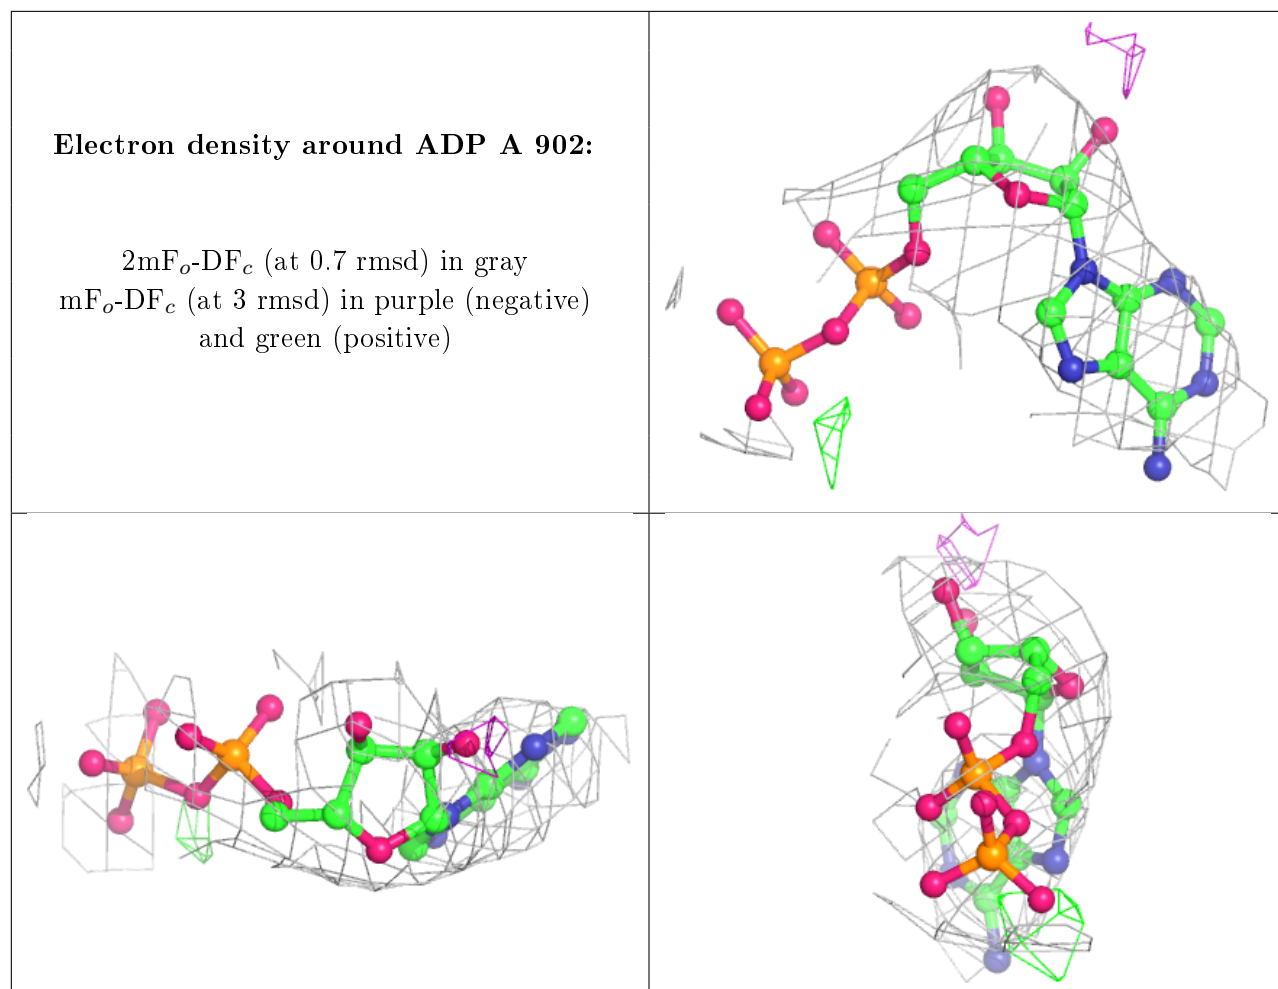 Electron density around ADP A 902:
2mFₒ-DF𝒸 (at 0.7 rmsd) in gray
mFₒ-DF𝒸 (at 3 rmsd) in purple (negative)
and green (positive)